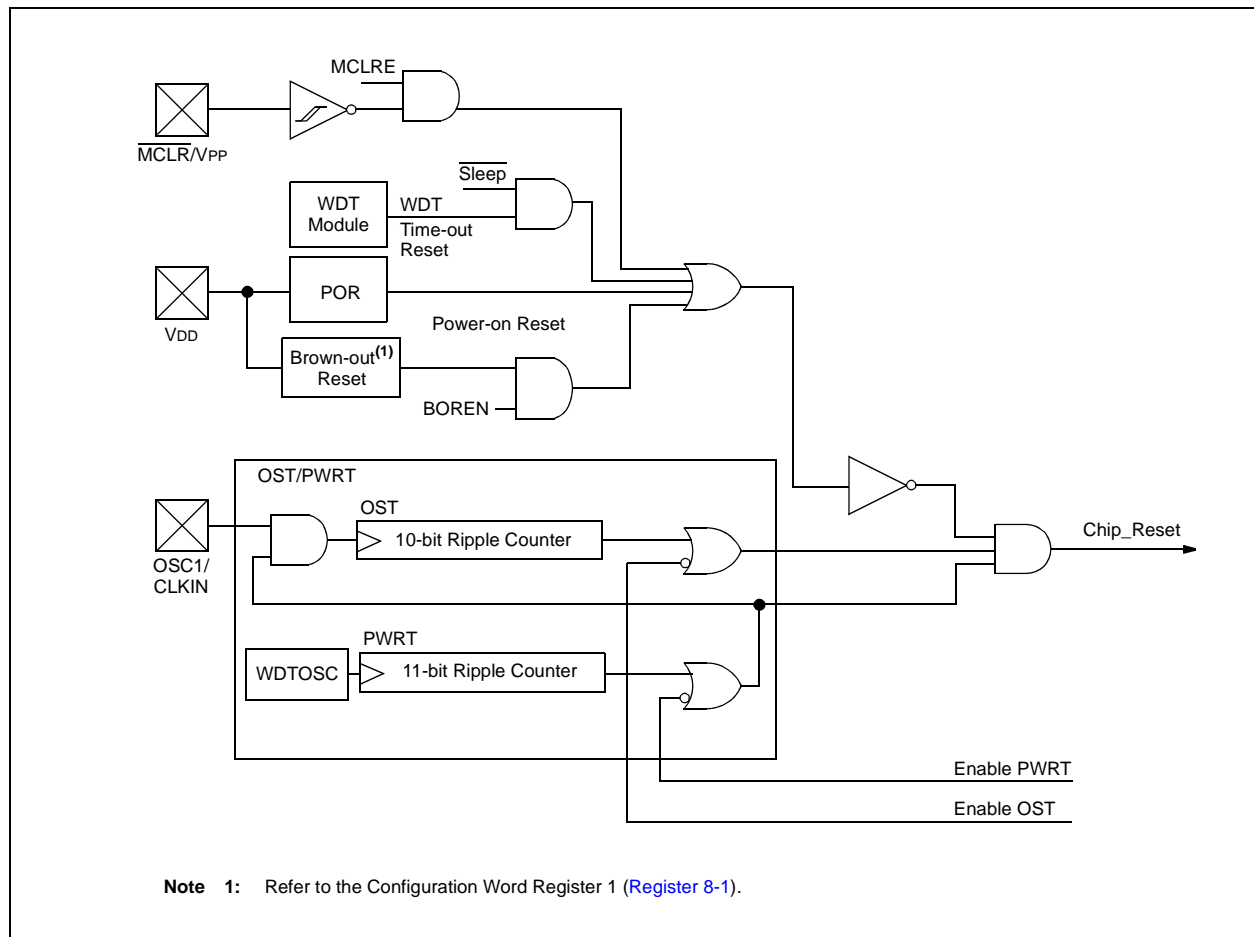 MCLRE
MCLR/VPP
Sleep
WDT
Module
WDT
Time-out
Reset
POR
VDD
Power-on Reset
Brown-out(1)
Reset
BOREN
OST/PWRT
OST
10-bit Ripple Counter
Chip_Reset
OSC1/
CLKIN
PWRT
WDTOSC
11-bit Ripple Counter
Enable PWRT
Enable OST
Note 1: Refer to the Configuration Word Register 1 (Register 8-1).